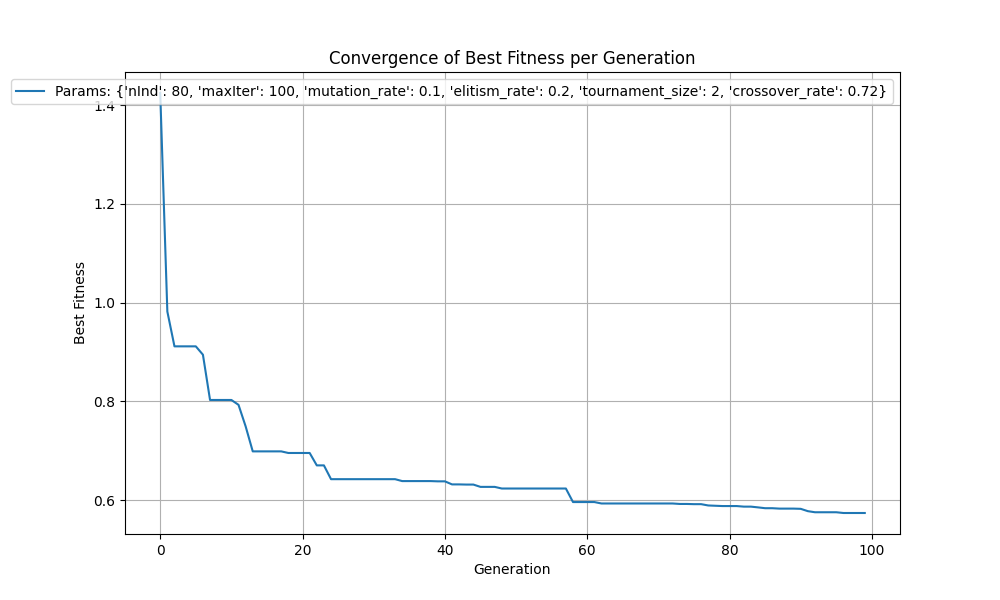 Convergence of Best Fitness per Generation
Params: {'nInd': 80, 'maxIter': 100, 'mutation_rate': 0.1, 'elitism_rate': 0.2, 'tournament_size': 2, 'crossover_rate': 0.72}
1.4
1.2
1.0
0.8
0.6
Best Fitness
0
20
40
60
80
100
Generation